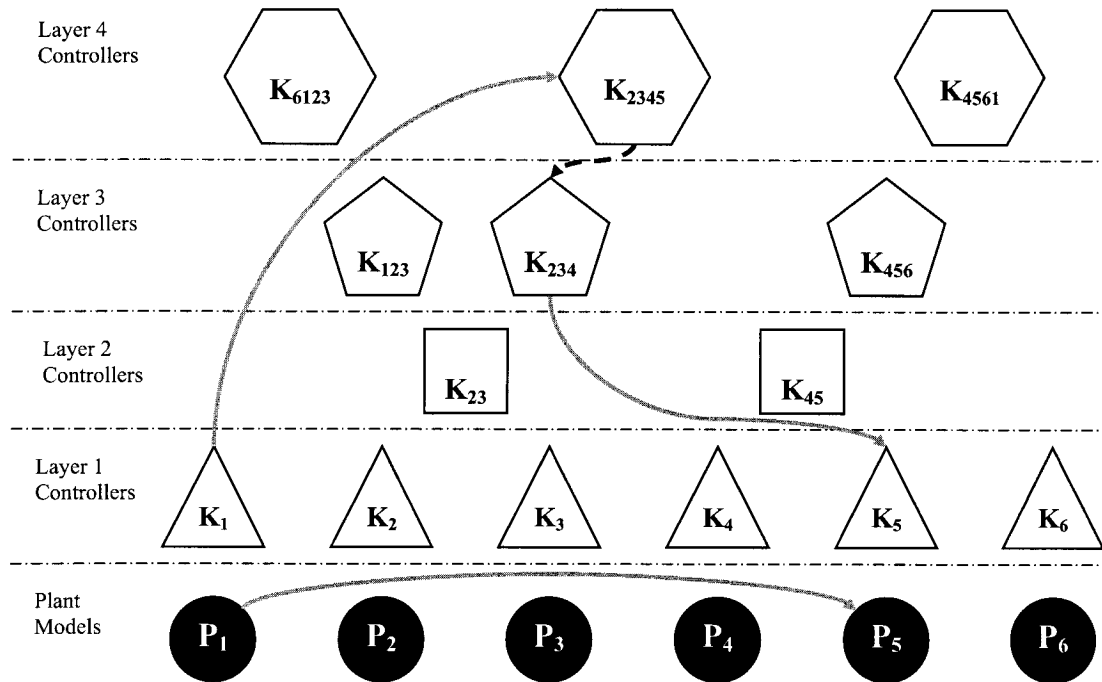 Layer 4
Controllers
K6123
K2345
K4561
Layer 3
Controllers
K123
K234
K456
Layer 2
Controllers
K23
K45
Layer 1
Controllers
K1
K2
K3
K4
K5
K6
Plant
Models
P1
P2
P3
P4
P5
P6